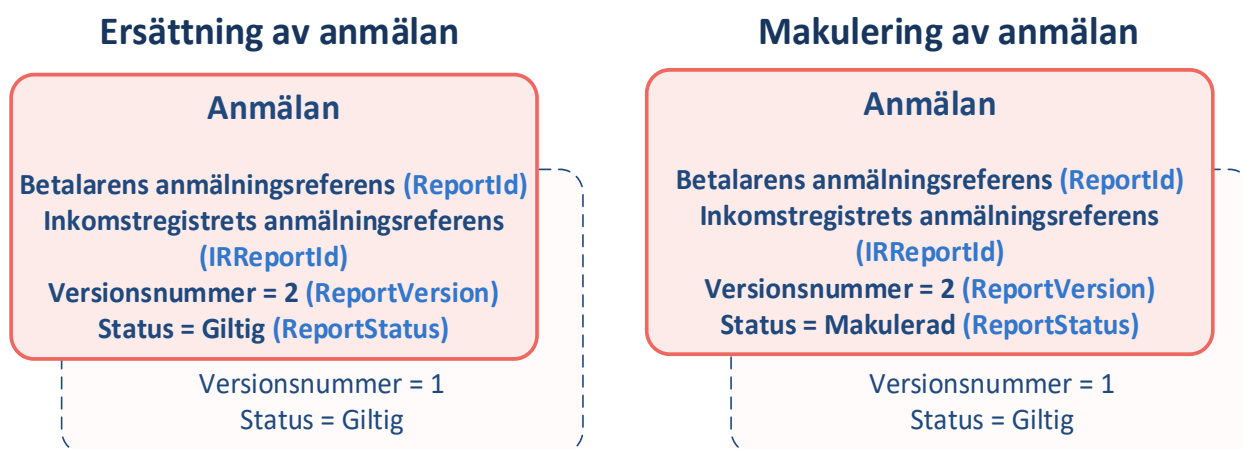 Ersättning av anmälan
Anmälan
Betalarens anmälningsreferens (ReportId)
Inkomstregistrets anmälningsreferens
(IRReportId)
Versionsnummer = 2 (ReportVersion)
Status = Giltig (ReportStatus)
Versionsnummer = 1
Status = Giltig
Makulering av anmälan
Anmälan
Betalarens anmälningsreferens (ReportId)
Inkomstregistrets anmälningsreferens
(IRReportId)
Versionsnummer = 2 (ReportVersion)
Status = Makulerad (ReportStatus)
Versionsnummer = 1
Status = Giltig